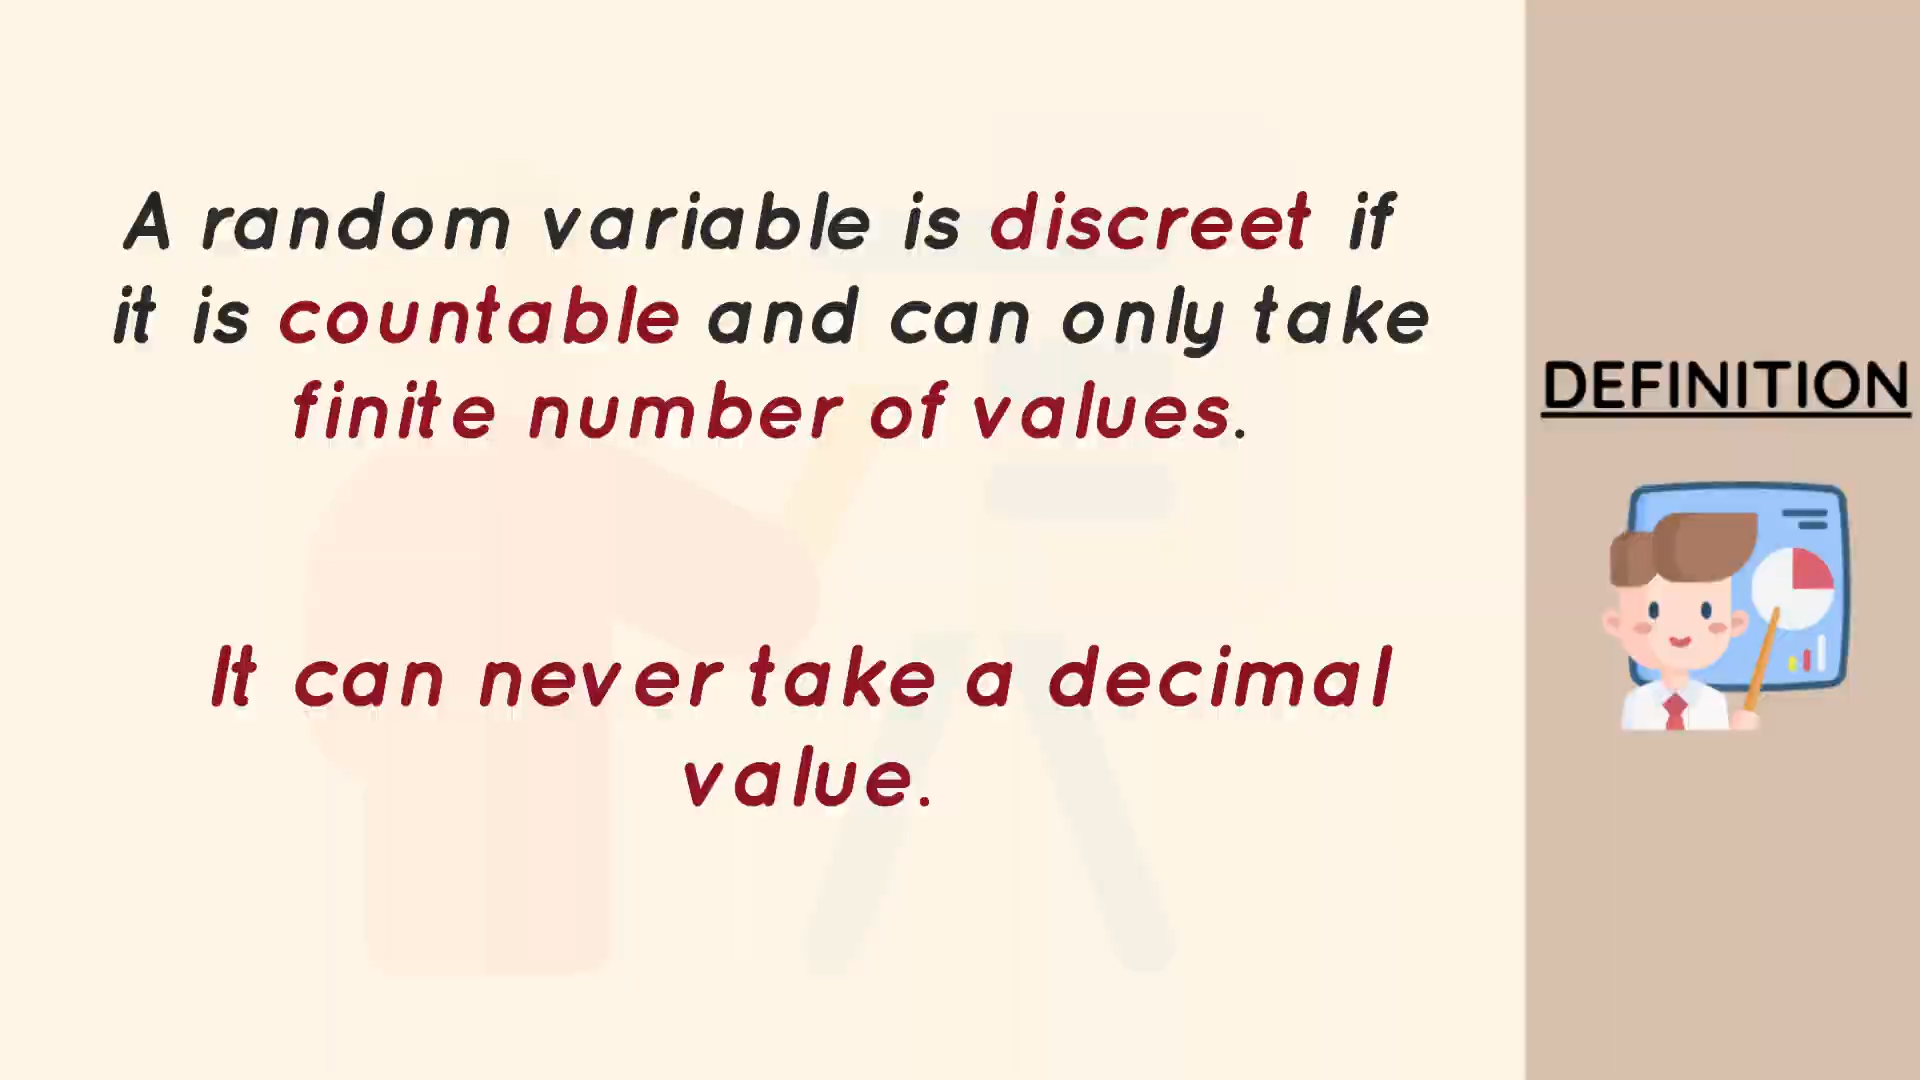 A random variable is discreet if
it is countable and can only take
finite number of values.
It can never take a decimal
value.
DEFINITION